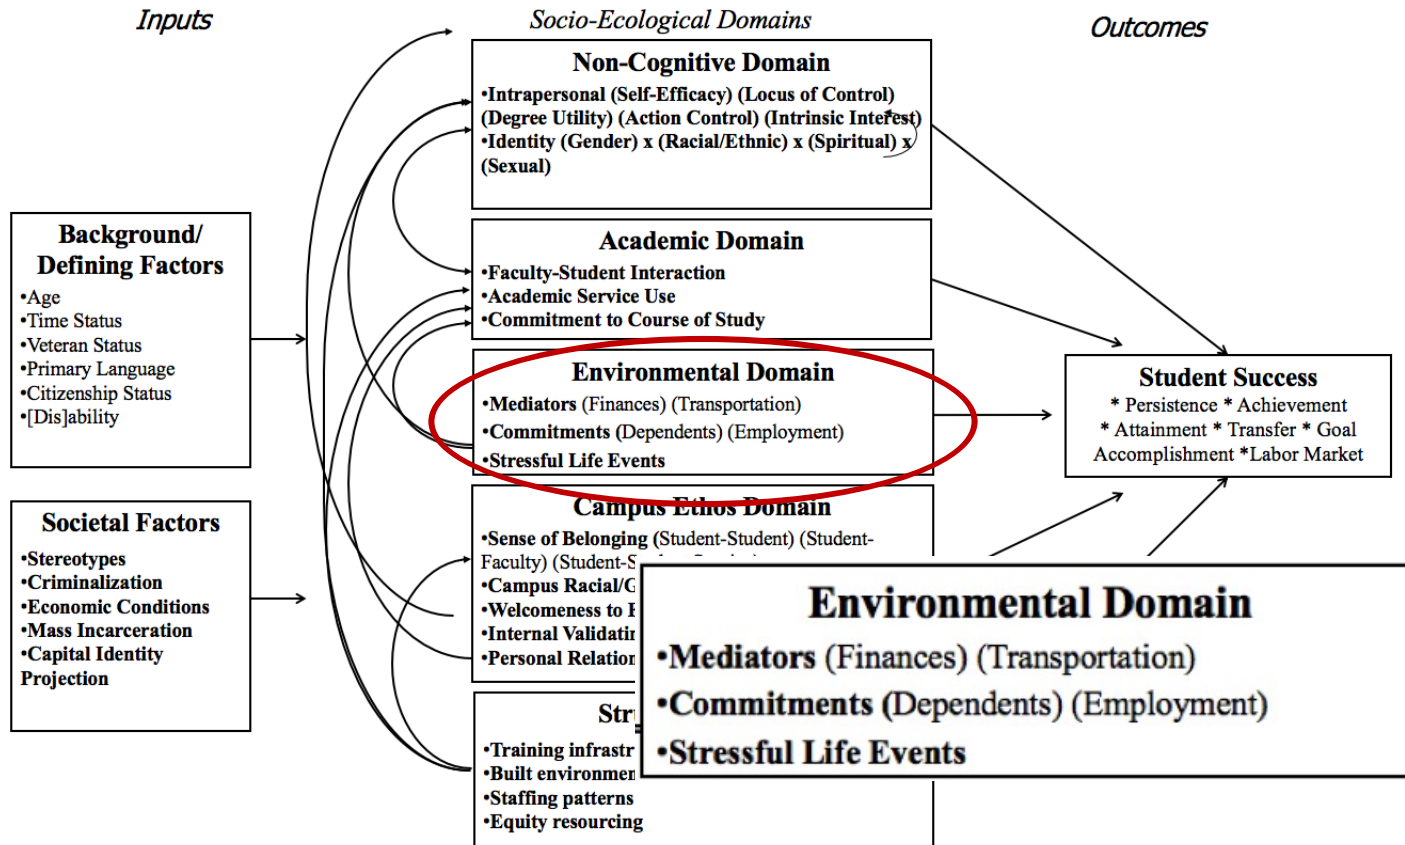 Inputs
Socio-Ecological Domains
Outcomes
Non-Cognitive Domain
•Intrapersonal (Self-Efficacy) (Locus of Control)
(Degree Utility) (Action Control) (Intrinsic Interest)
•Identity (Gender) x (Racial/Ethnic) x (Spiritual) x
(Sexual)
Background/
Defining Factors
•Age
•Time Status
•Veteran Status
•Primary Language
•Citizenship Status
•[Dis]ability
Academic Domain
•Faculty-Student Interaction
•Academic Service Use
•Commitment to Course of Study
Environmental Domain
•Mediators (Finances) (Transportation)
•Commitments (Dependents) (Employment)
•Stressful Life Events
Student Success
* Persistence * Achievement
* Attainment * Transfer * Goal
Accomplishment *Labor Market
Societal Factors
•Stereotypes
•Criminalization
•Economic Conditions
•Mass Incarceration
•Capital Identity
Projection
Campus Ethos Domain
•Sense of Belonging (Student-Student) (Student-
Faculty) (Student-
•Campus Racial/
•Welcomeness to
•Internal
•Personal
•Training
•Built
•Staffing patterns
•Equity resourcing
Environmental Domain
•Mediators (Finances) (Transportation)
•Commitments (Dependents) (Employment)
•Stressful Life Events